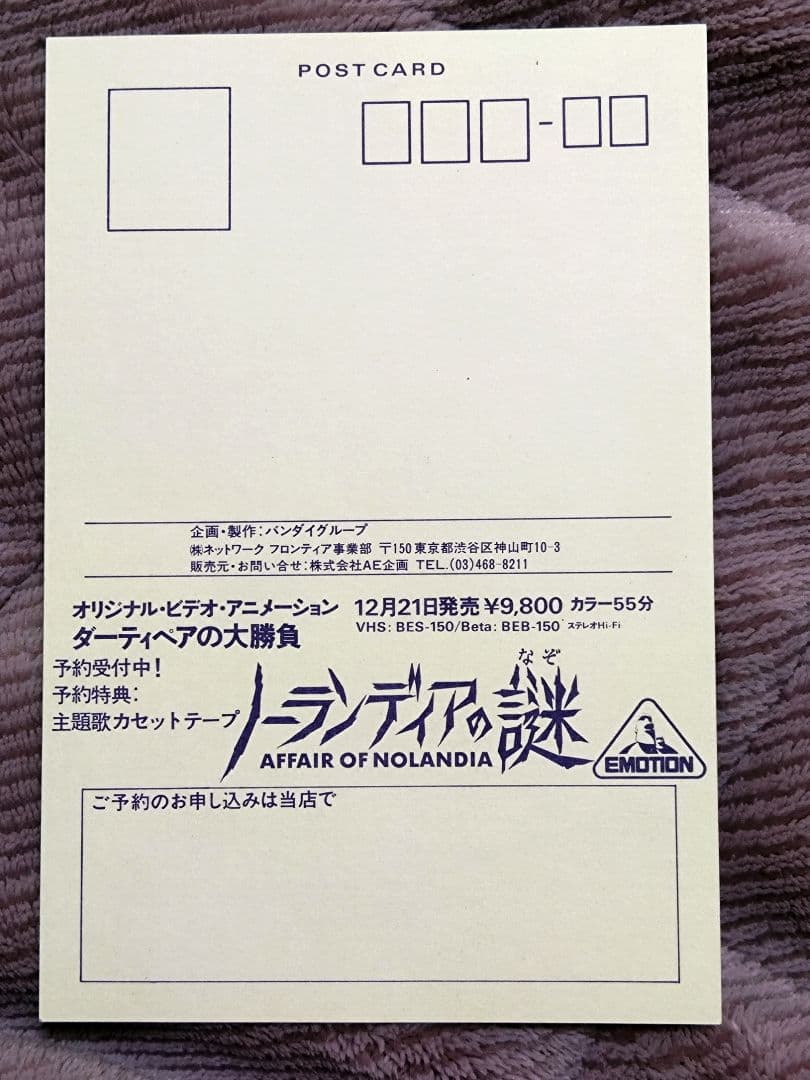 POST CARD
-
企画・製作：バンダイグループ
㈱ネットワーク フロンティア事業部 〒150 東京都渋谷区神山町10-3
販売元・お問い合せ：株式会社AE企画 TEL.(03)468-8211
オリジナル・ビデオ・アニメーション 12月21日発売 ¥9,800 カラー55分
ダーティペアの大勝負 VHS: BES-150/Beta: BEB-150 ステレオHi-Fi
予約受付中！
予約特典：
主題歌カセットテープ
なぞ
ノーランディアの謎
AFFAIR OF NOLANDIA
EMOTION
ご予約のお申し込みは当店で